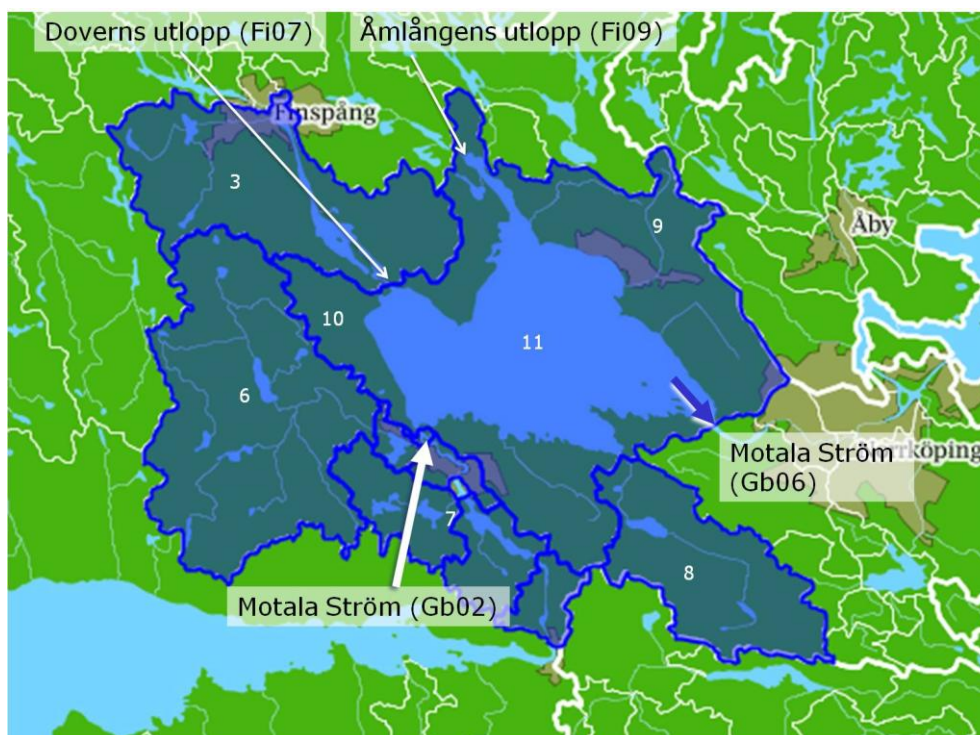 Doverns utlopp (Fi07)
Åmlångens utlopp (Fi09)
Finspång
3
9
Åby
10
11
6
Motala Ström
(Gb06)
7
8
Motala Ström (Gb02)